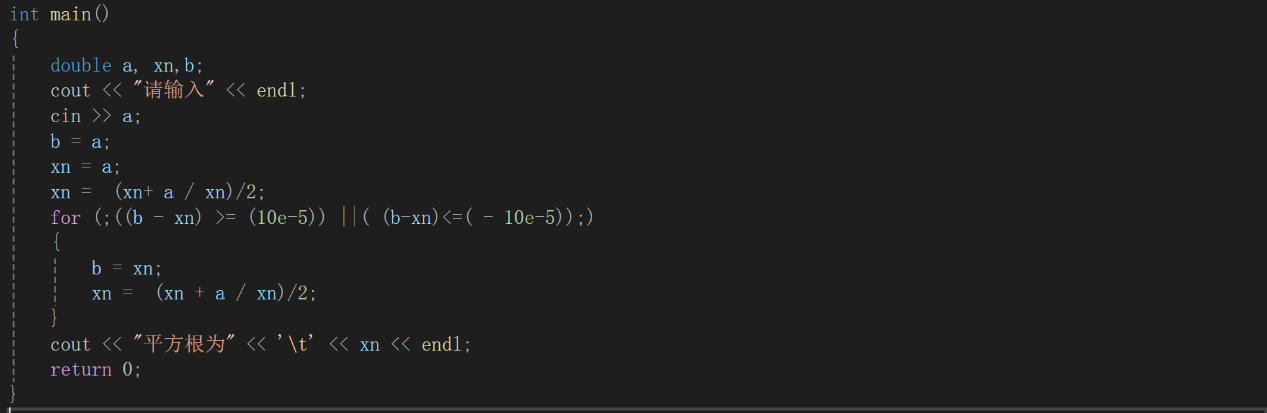 int main()
{
double a, xn,b;
cout << "请输入" << endl;
cin >> a;
b = a;
xn = a;
xn =  (xn+ a / xn)/2;
for (;((b - xn) >= (10e-5)) ||( (b-xn)<=( - 10e-5));)
{
b = xn;
xn =  (xn + a / xn)/2;
}
cout << "平方根为" << '\t' << xn << endl;
return 0;
}